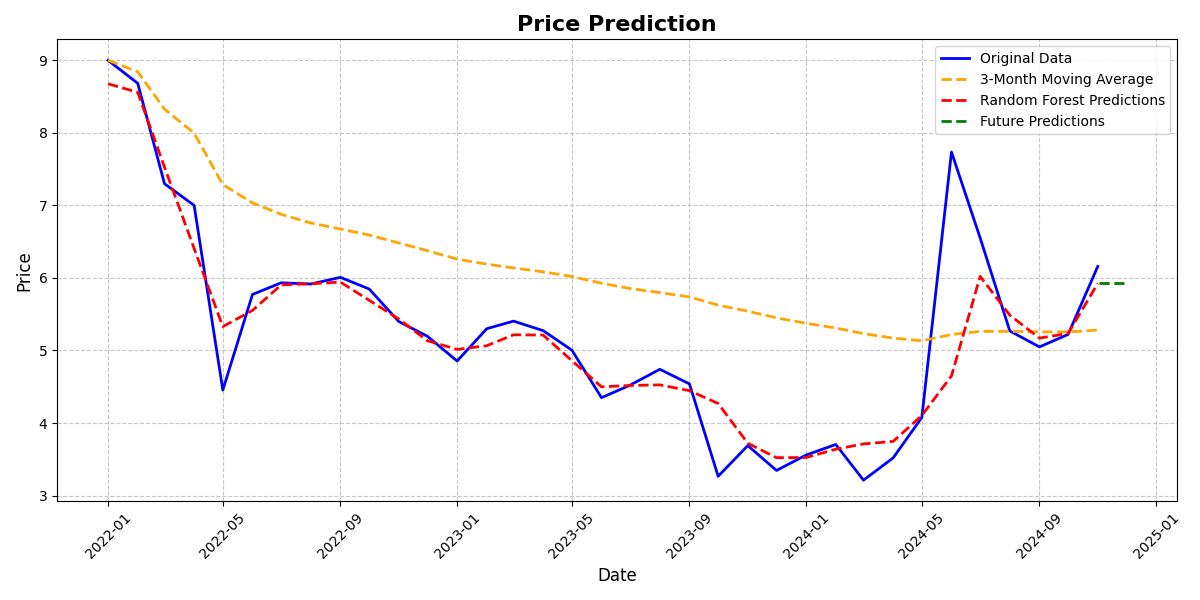 Price Prediction
Original Data
3-Month Moving Average
Random Forest Predictions
Future Predictions
Price
9
8
7
6
5
4
3
2022-01
2022-05
2022-09
2023-01
2023-05
2023-09
2024-01
2024-05
2024-09
2025-01
Date